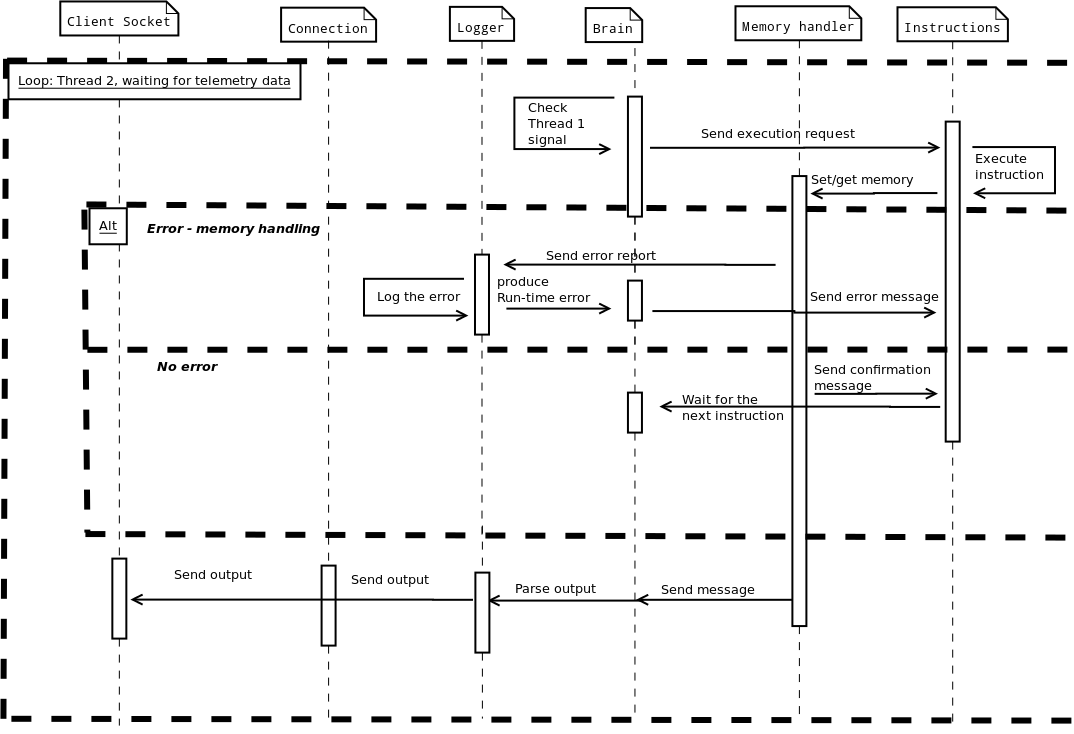 Client Socket
Connection
Logger
Brain
Memory handler
Instructions
Loop: Thread 2, waiting for telemetry data
Check
Thread 1
signal
Send execution request
Execute
instruction
Set/get memory
Alt
Error - memory handling
Send error report
produce
Run-time error
Log the error
Send error message
No error
Send confirmation
message
Wait for the
next instruction
Send output
Send output
Parse output
Send message